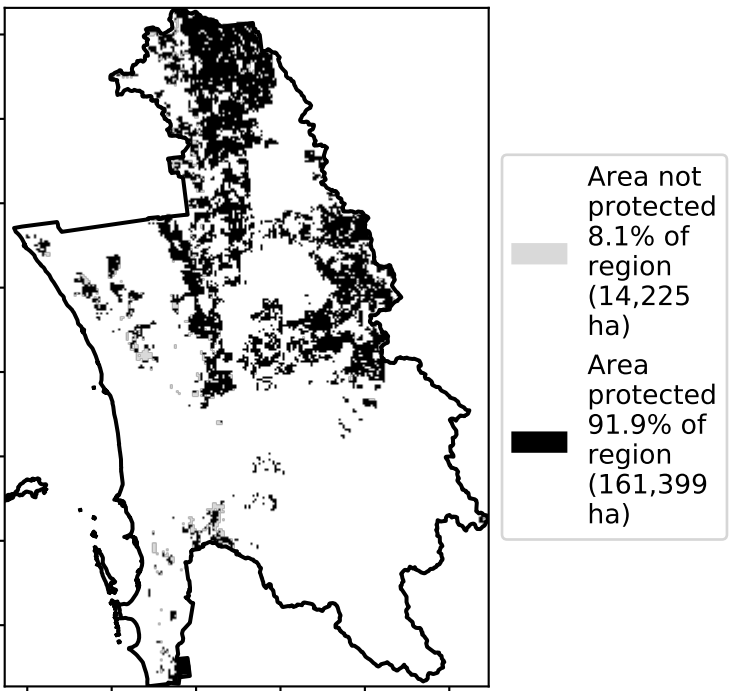 Area not
protected
8.1% of
region
(14,225
ha)
Area
protected
91.9% of
region
(161,399
ha)